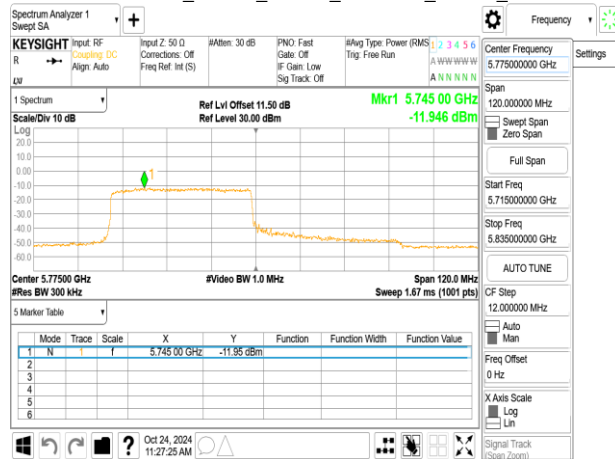 Spectrum Analyzer 1
Swept SA
KEYSIGHT
R
Input: RF
Coupling: DC
Align: Auto
Input Z: 50 Ω
Corrections: Off
Freq Ref: Int (S)
#Atten: 30 dB
PNO: Fast
Gate: Off
IF Gain: Low
Sig Track: Off
#Avg Type: Power (RMS
Trig: Free Run
1 2 3 4 5 6
A W W W W W
A N N N N N
1 Spectrum
Scale/Div 10 dB
Ref Lvl Offset 11.50 dB
Ref Level 30.00 dBm
Mkr1 5.745 00 GHz
-11.946 dBm
Log
20.0
10.0
0.00
-10.0
-20.0
-30.0
-40.0
-50.0
-60.0
1
Center 5.77500 GHz
#Res BW 300 kHz
#Video BW 1.0 MHz
Span 120.0 MHz
Sweep 1.67 ms (1001 pts)
5 Marker Table
Mode Trace Scale X Y Function Function Width Function Value
1 N 1 f 5.745 00 GHz -11.95 dBm
2
3
4
5
6
?
Oct 24, 2024
11:27:25 AM
Frequency
Settings
Center Frequency
5.775000000 GHz
Span
120.000000 MHz
Swept Span
Zero Span
Full Span
Start Freq
5.715000000 GHz
Stop Freq
5.835000000 GHz
AUTO TUNE
CF Step
12.000000 MHz
Auto
Man
Freq Offset
0 Hz
X Axis Scale
Log
Lin
Signal Track
(Span Zoom)